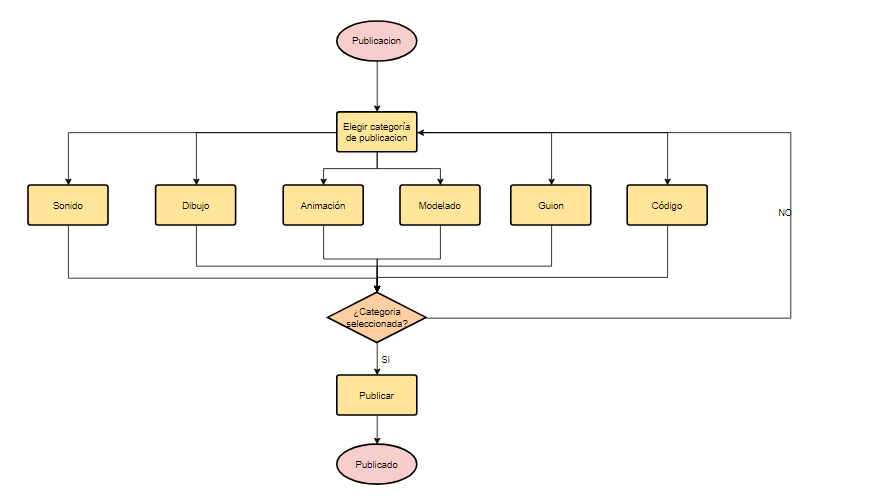 Publicacion
Elegir categoría
de publicacion
Sonido
Dibujo
Animación
Modelado
Guion
Código
NO
¿Categoria
seleccionada?
SI
Publicar
Publicado